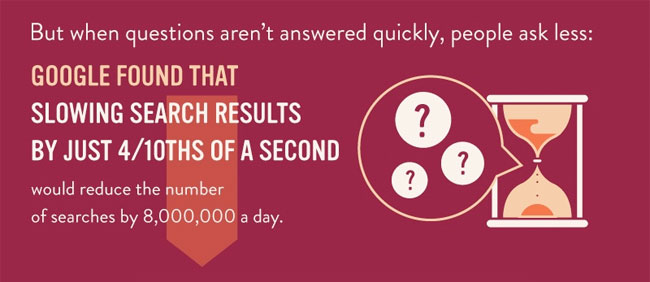 But when questions aren't answered quickly, people ask less:
GOOGLE FOUND THAT
SLOWING SEARCH RESULTS
BY JUST 4/10THS OF A SECOND
would reduce the number
of searches by 8,000,000 a day.
?
?
?